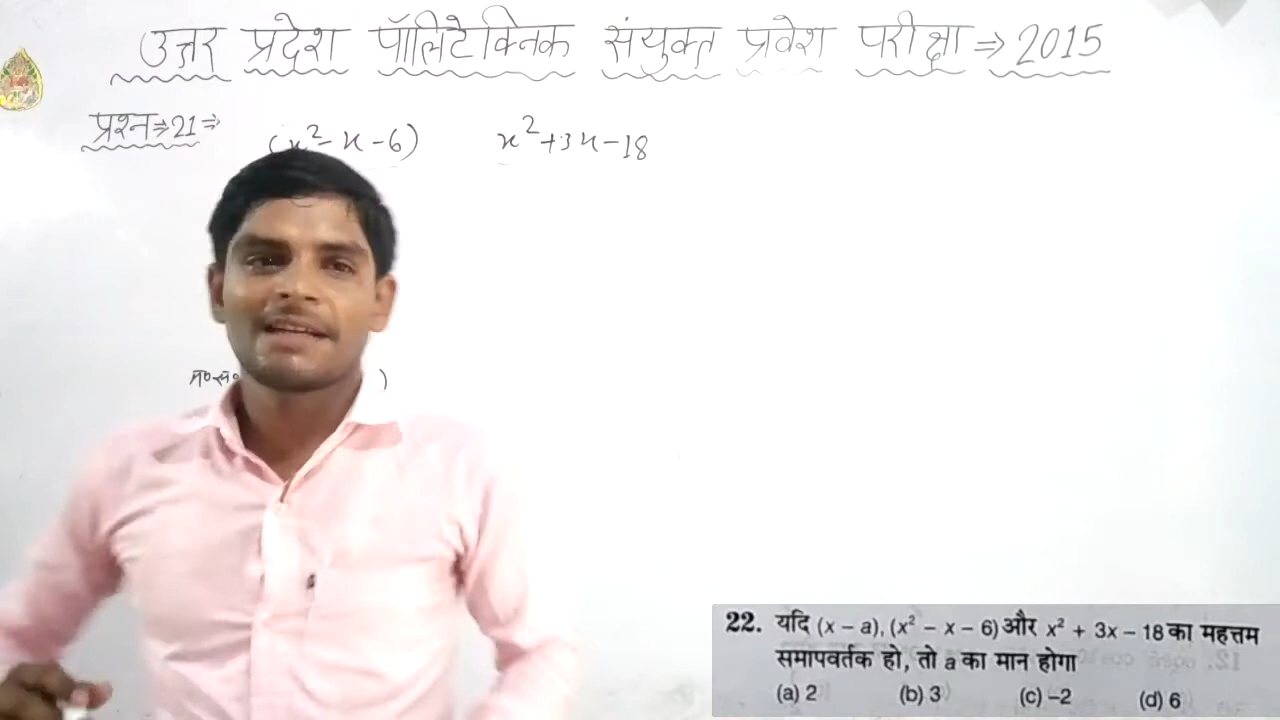 उत्तर प्रदेश पॉलिटेक्निक संयुक्त प्रवेश परीक्षा ⇒ 2015
प्रश्न⇒21⇒ (x² - x - 6) x² + 3x - 18
म०स० )
22. यदि (x – a), (x² – x – 6) और x² + 3x – 18 का महत्तम
समापवर्तक हो, तो a का मान होगा
(a) 2 (b) 3 (c) –2 (d) 6